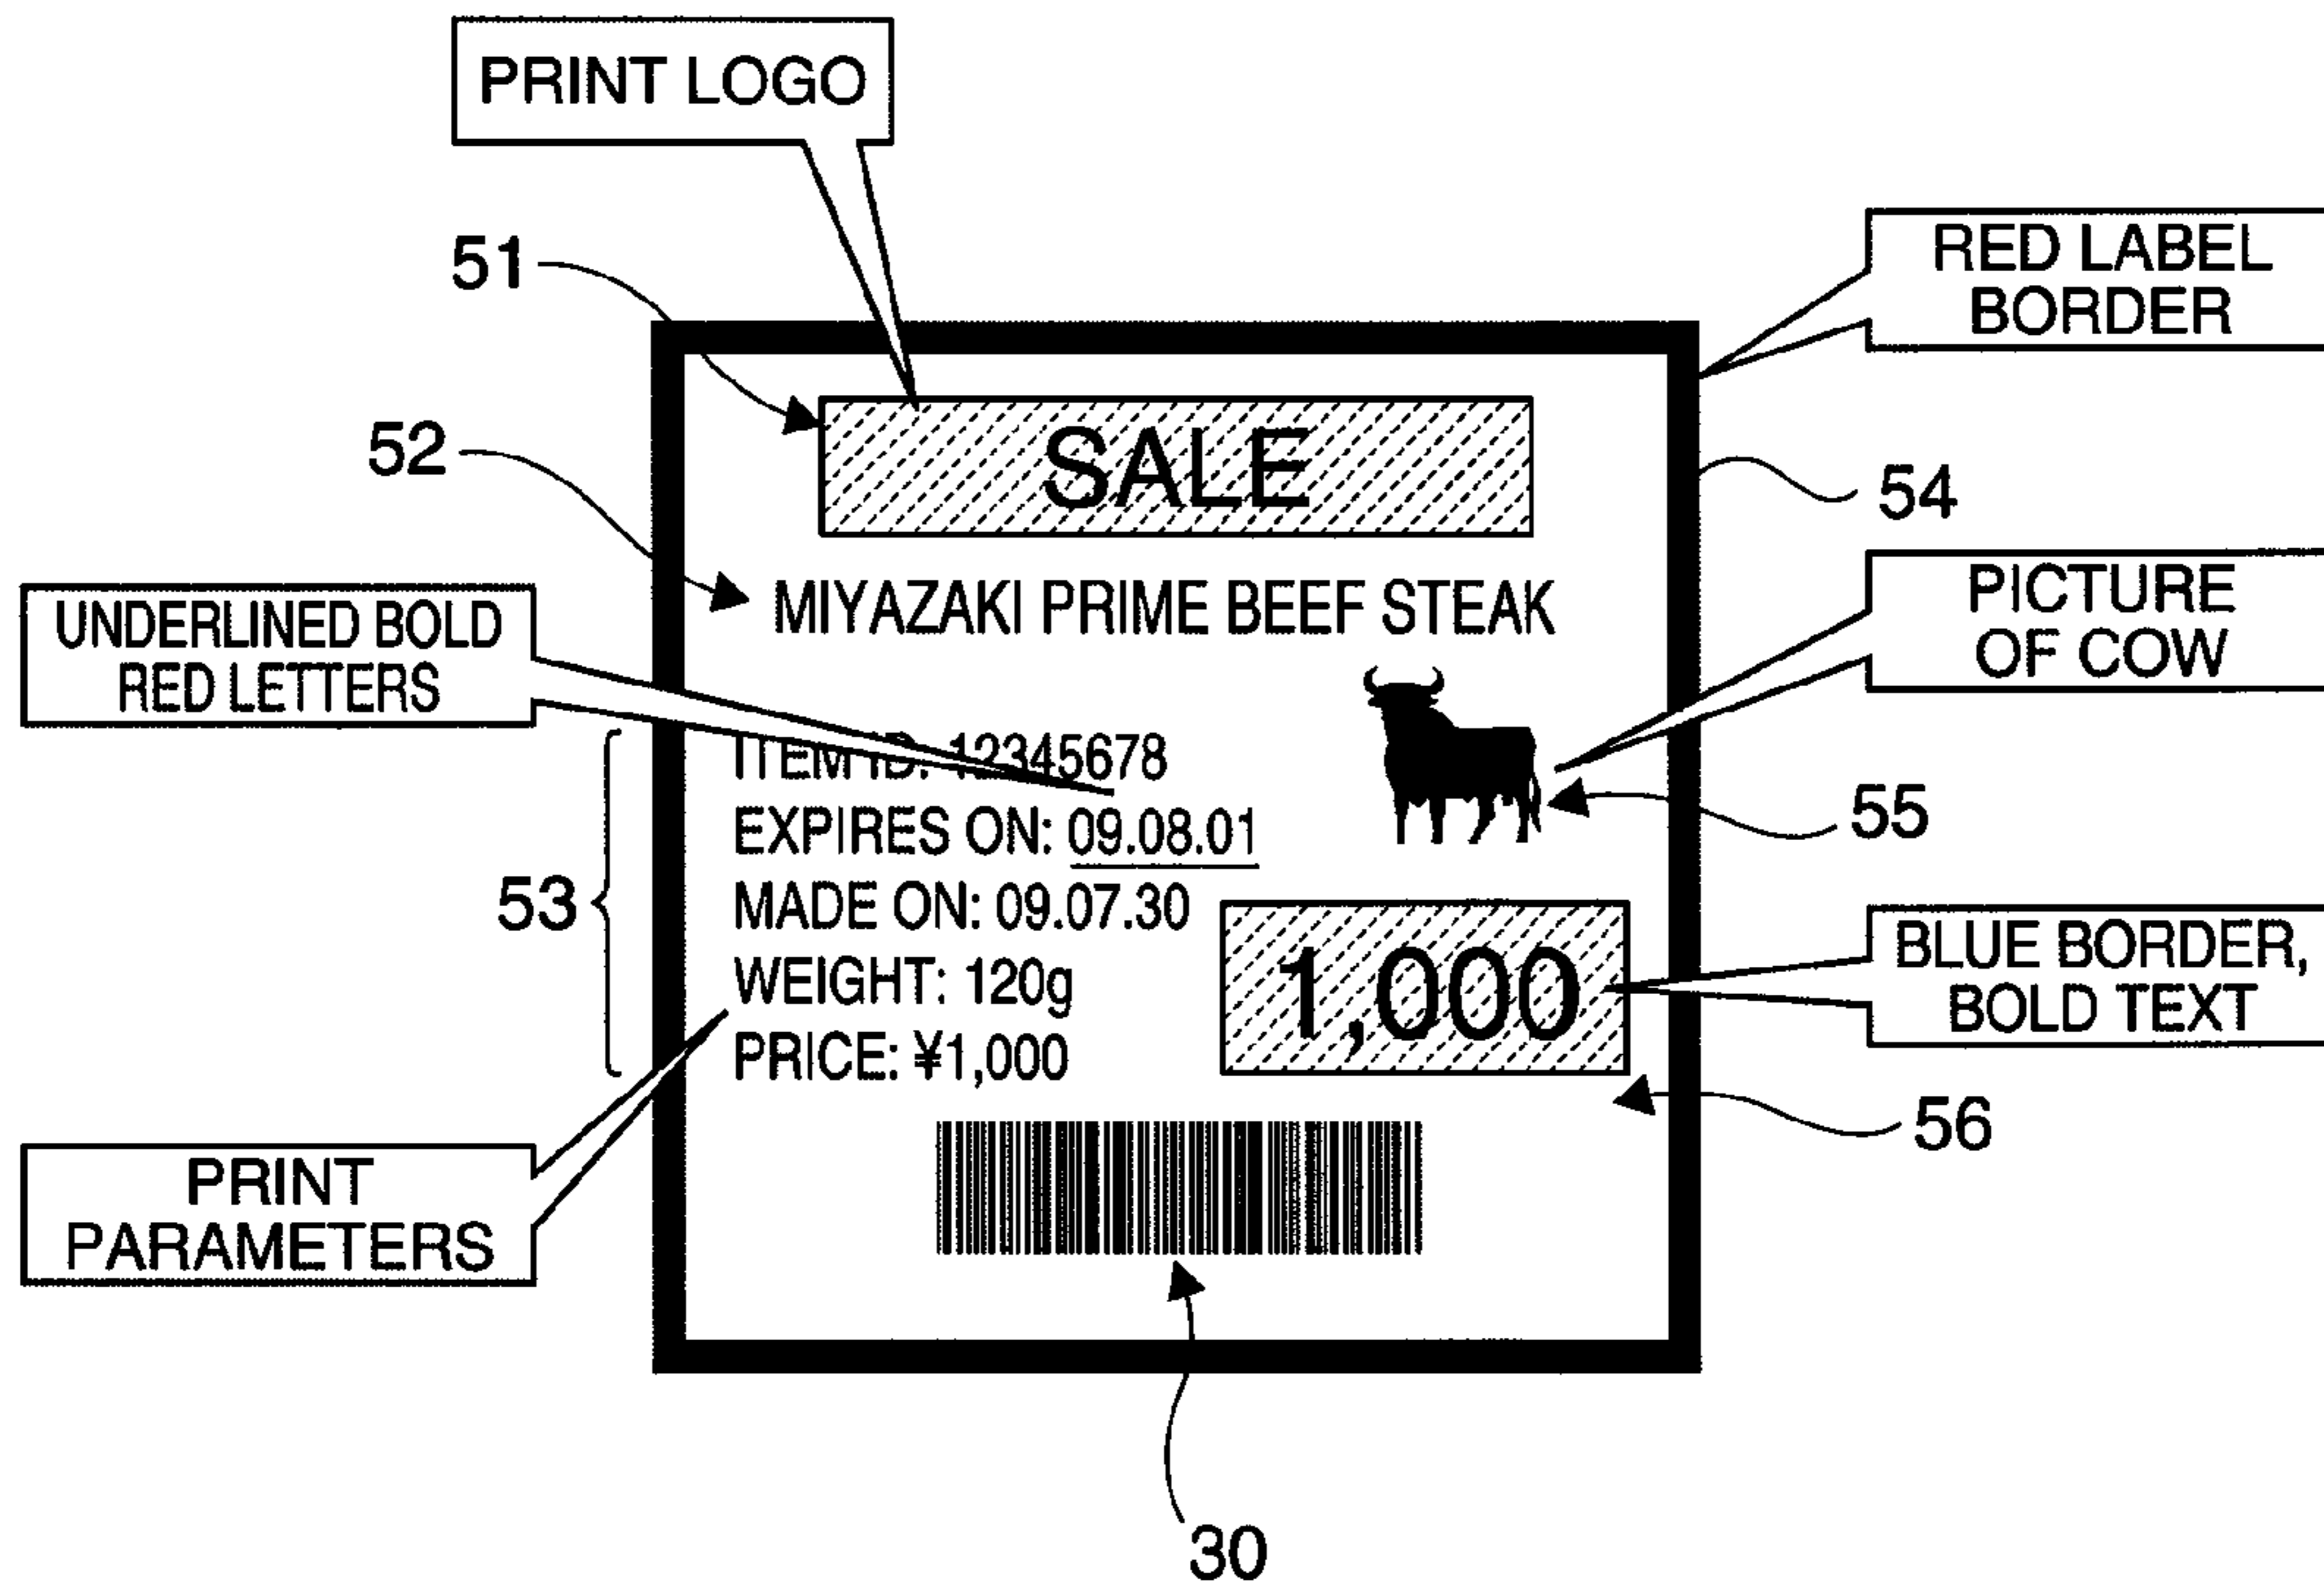 PRINT LOGO
51
RED LABEL
BORDER
SALE
52
54
MIYAZAKI PRIME BEEF STEAK
PICTURE
OF COW
UNDERLINED BOLD
RED LETTERS
ITEM ID: 12345678
EXPIRES ON: 09.08.01
55
53
MADE ON: 09.07.30
WEIGHT: 120g
PRICE: ¥1,000
1,000
BLUE BORDER,
BOLD TEXT
56
PRINT
PARAMETERS
30